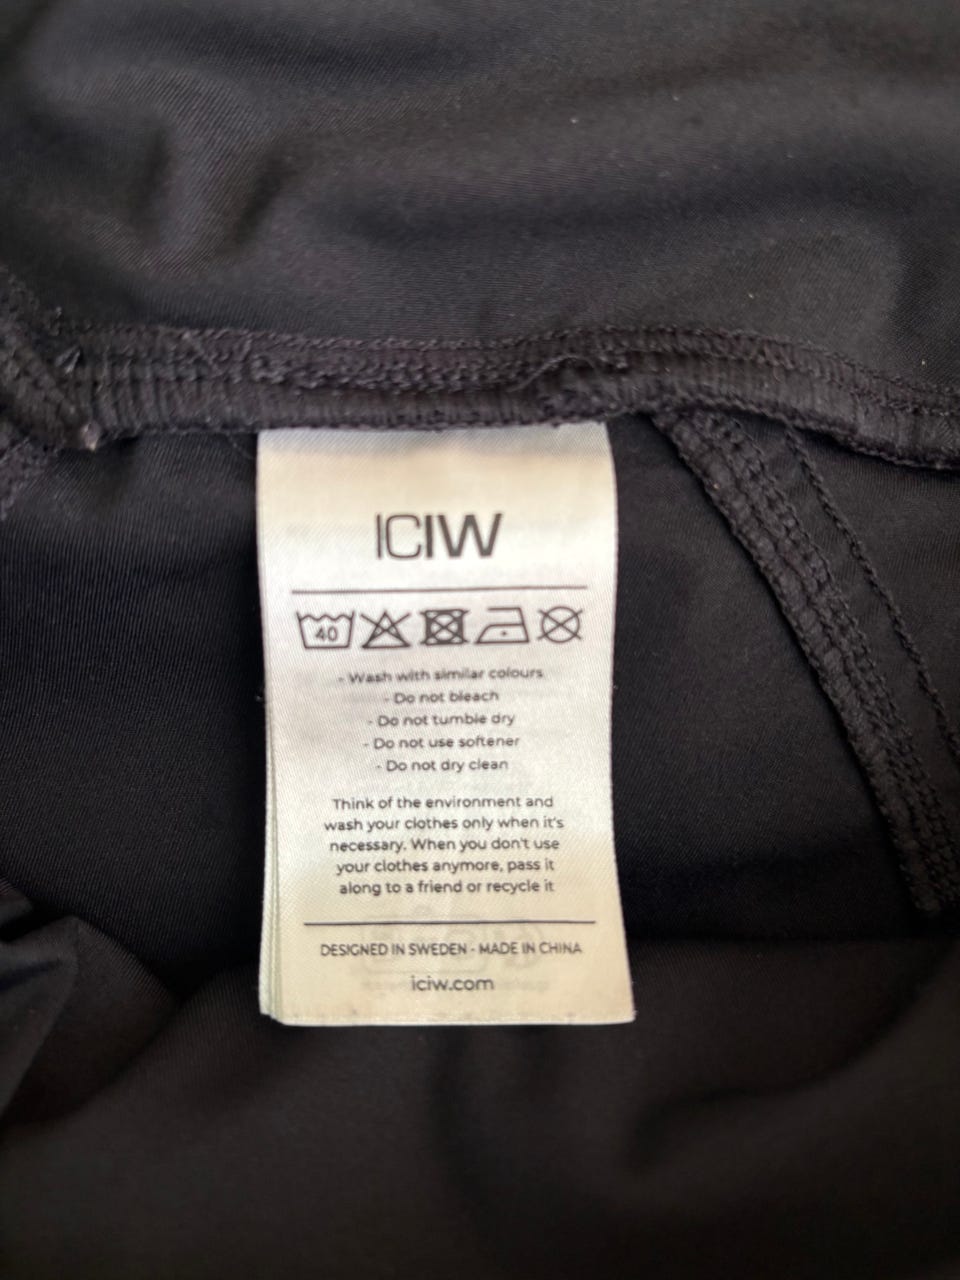 ICIW
40
- Wash with similar colours
- Do not bleach
- Do not tumble dry
- Do not use softener
- Do not dry clean
Think of the environment and
wash your clothes only when it's
necessary. When you don't use
your clothes anymore, pass it
along to a friend or recycle it
DESIGNED IN SWEDEN - MADE IN CHINA
iciw.com